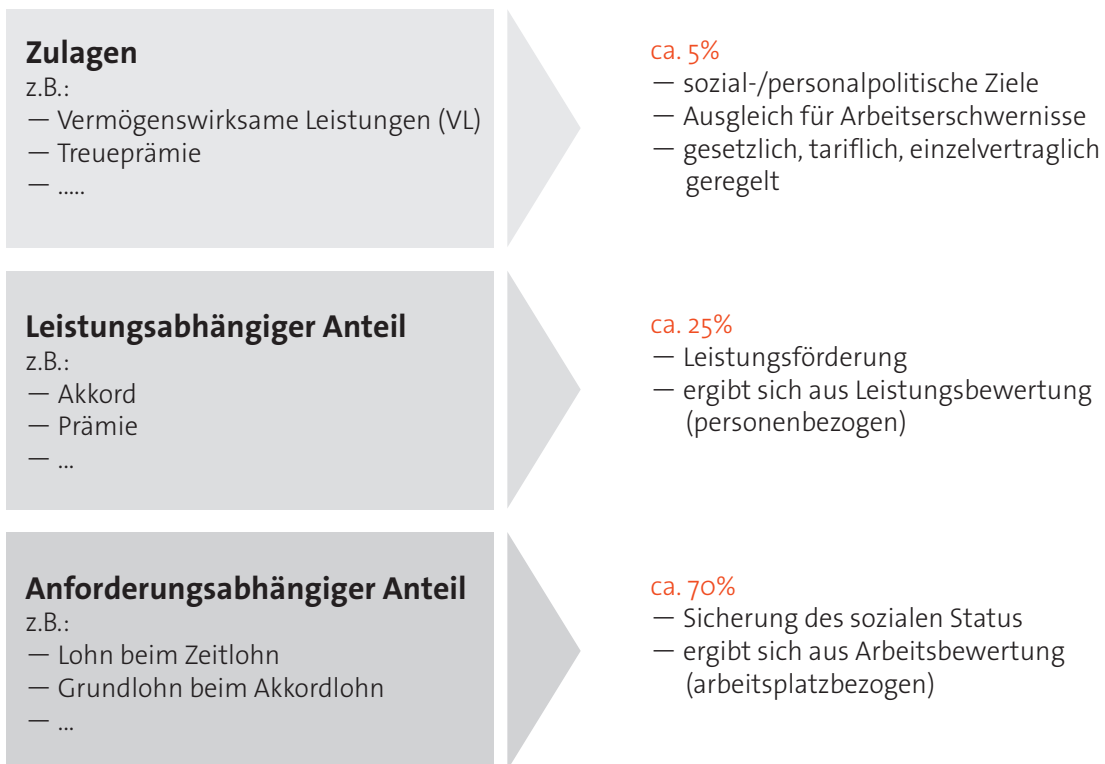 Zulagen
z.B.:
— Vermögenswirksame Leistungen (VL)
— Treueprämie
— .....
ca. 5%
— sozial-/personalpolitische Ziele
— Ausgleich für Arbeitserschwernisse
— gesetzlich, tariflich, einzelvertraglich
geregelt
Leistungsabhängiger Anteil
z.B.:
— Akkord
— Prämie
— ...
ca. 25%
— Leistungsförderung
— ergibt sich aus Leistungsbewertung
(personenbezogen)
Anforderungsabhängiger Anteil
z.B.:
— Lohn beim Zeitlohn
— Grundlohn beim Akkordlohn
— ...
ca. 70%
— Sicherung des sozialen Status
— ergibt sich aus Arbeitsbewertung
(arbeitsplatzbezogen)